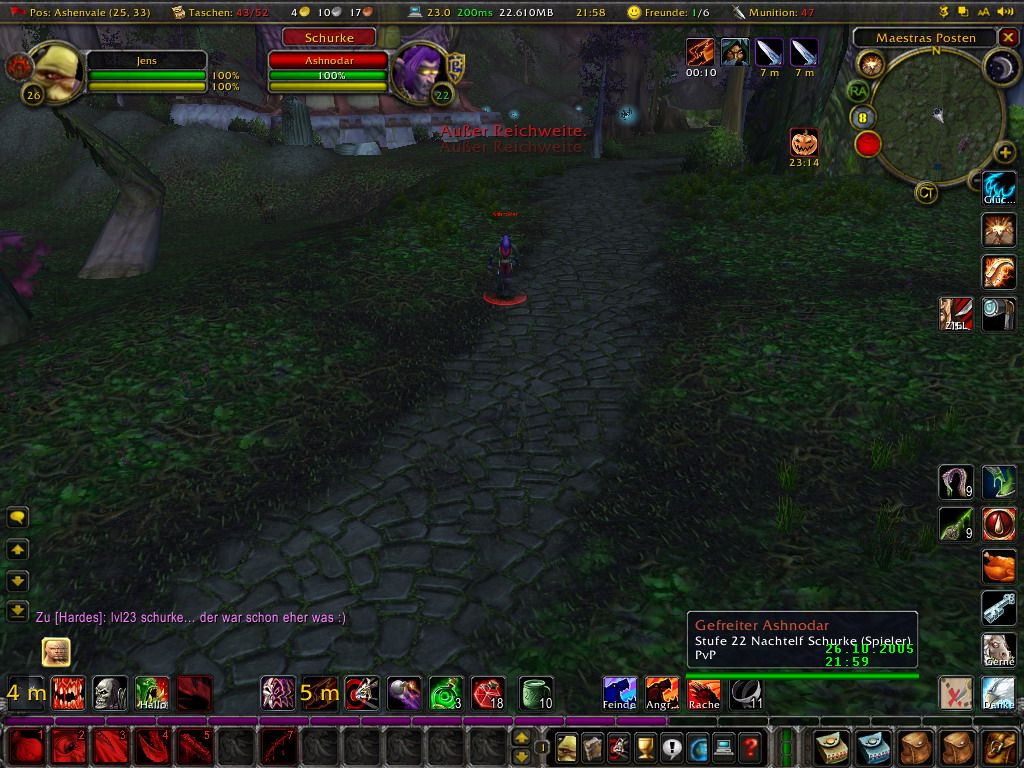 Pos: Ashenvale (25, 33) Taschen: 43/52 4 10 17 23.0 200ms 22.610MB 21:58 Freunde: 1/6 Munition: 47
Schurke
Maestras Posten
Jens
Ashnodar
100%
100%
100%
26
22
N
00:10
7 m
7 m
RA
8
23:14
CT
Außer Reichweite.
Außer Reichweite.
9
9
Zu [Hardes]: lvl23 schurke... der war schon eher was :)
Gefreiter Ashnodar
Stufe 22 Nachtelf Schurke (Spieler)
PvP
26.10.2005
21:59
4 m
Hallo
5 m
3
18
10
Feinde
Angr...
Rache
11
Gerne
Danke
1
2
3
4
5
7
1